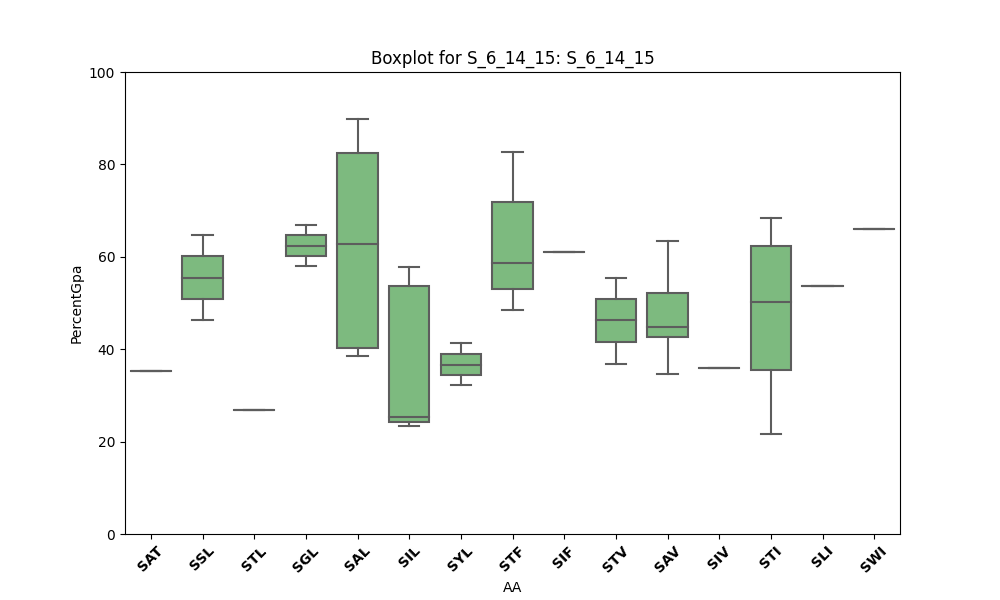 Boxplot for S_6_14_15: S_6_14_15
100
80
60
40
20
0
PercentGpa
SAT SSL STL SGL SAL SIL SYL STF SIF STV SAV SIV STI SLI SWI
AA